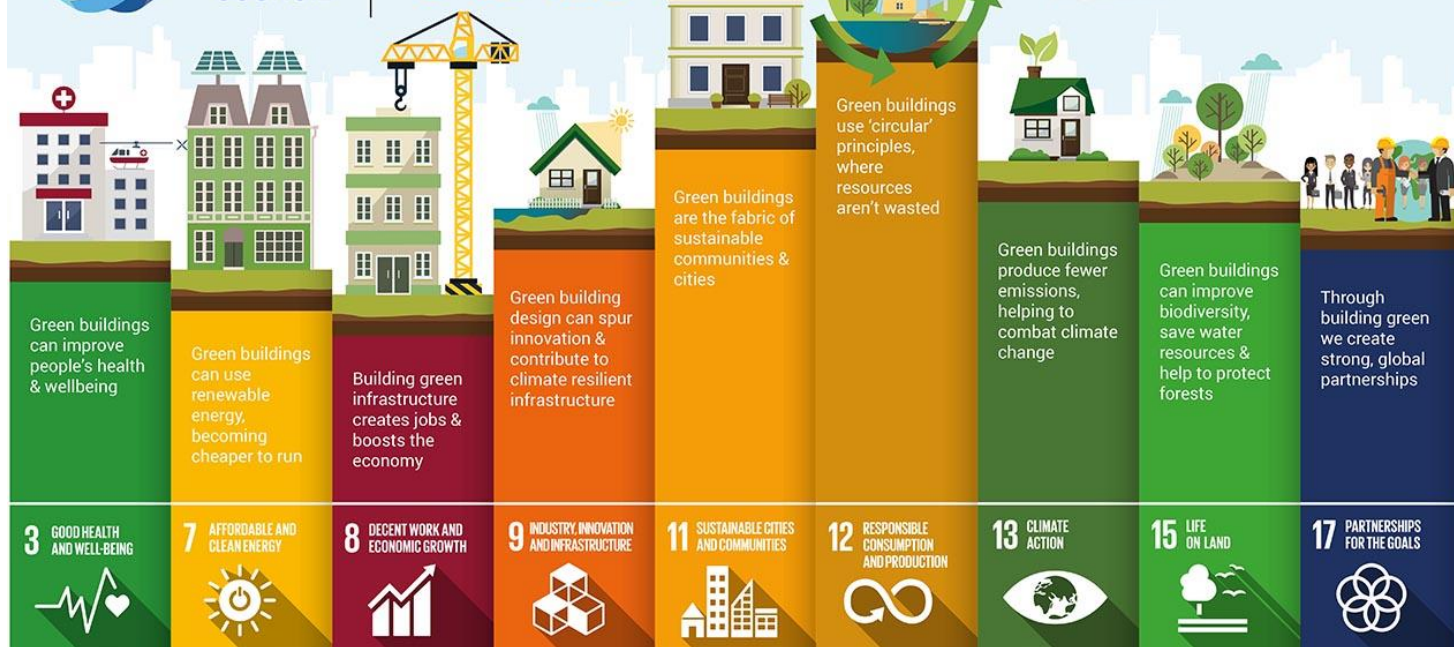 Green buildings
can improve
people's health
& wellbeing
3 GOOD HEALTH
AND WELL-BEING
Green buildings
can use
renewable
energy,
becoming
cheaper to run
7 AFFORDABLE AND
CLEAN ENERGY
Building green
infrastructure
creates jobs &
boosts the
economy
8 DECENT WORK AND
ECONOMIC GROWTH
Green building
design can spur
innovation &
contribute to
climate resilient
infrastructure
9 INDUSTRY, INNOVATION
AND INFRASTRUCTURE
Green buildings
are the fabric of
sustainable
communities &
cities
11 SUSTAINABLE CITIES
AND COMMUNITIES
Green buildings
use ‘circular’
principles,
where
resources
aren't wasted
12 RESPONSIBLE
CONSUMPTION
AND PRODUCTION
Green buildings
produce fewer
emissions,
helping to
combat climate
change
13 CLIMATE
ACTION
Green buildings
can improve
biodiversity,
save water
resources &
help to protect
forests
15 LIFE
ON LAND
Through
building green
we create
strong, global
partnerships
17 PARTNERSHIPS
FOR THE GOALS